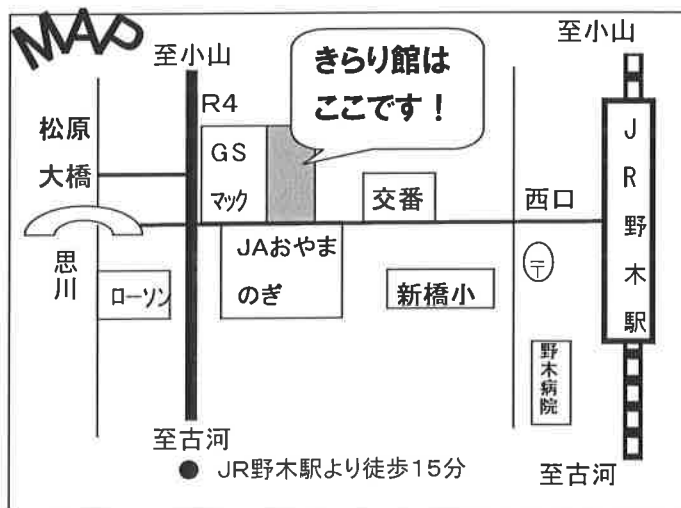 MAP
至小山
至小山
きらり館は
ここです！
R4
松原
大橋
GS
マック
交番
西口
JR野木駅
思川
JAおやま
のぎ
〒
ローソン
新橋小
野木病院
至古河
至古河
● JR野木駅より徒歩15分